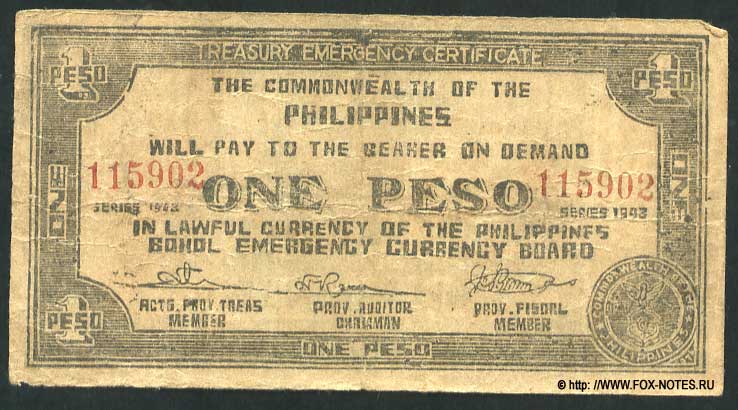 1 PESO
TREASURY EMERGENCY CERTIFICATE
1 PESO
THE COMMONWEALTH OF THE
PHILIPPINES
WILL PAY TO THE BEARER ON DEMAND
ONE
115902
ONE PESO
115902
ONE
SERIES 1943
SERIES 1943
IN LAWFUL CURRENCY OF THE PHILIPPINES
BOHOL EMERGENCY CURRENCY BOARD
ACTG. PROV. TREAS
MEMBER
PROV. AUDITOR
CHAIRMAN
PROV. FISCAL
MEMBER
1 PESO
COMMONWEALTH OF THE
PHILIPPINES
ONE PESO
© http://WWW.FOX-NOTES.RU